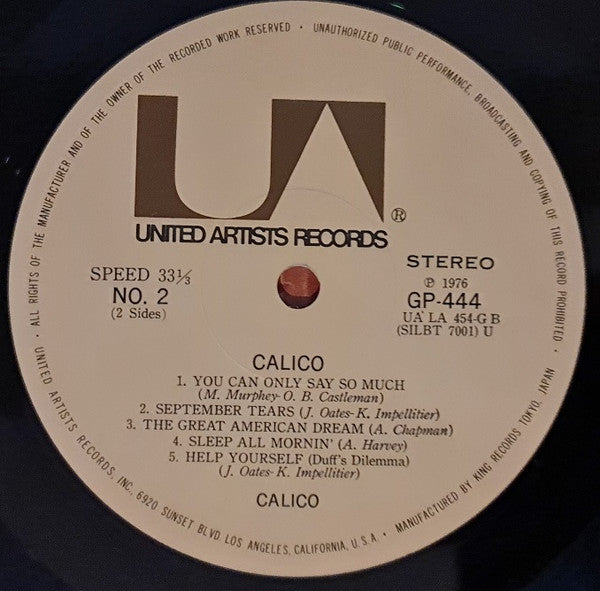 · ALL RIGHTS OF THE MANUFACTURER AND OF THE OWNER OF THE RECORDED WORK RESERVED · UNAUTHORIZED PUBLIC PERFORMANCE, BROADCASTING AND COPYING OF THIS RECORD PROHIBITED ·
UA
®
UNITED ARTISTS RECORDS
SPEED 33⅓
NO. 2
(2 Sides)
STEREO
℗ 1976
GP-444
UA LA 454-G B
(SILBT 7001) U
CALICO
1. YOU CAN ONLY SAY SO MUCH
(M. Murphey-O. B. Castleman)
2. SEPTEMBER TEARS (J. Oates-K. Impellitier)
3. THE GREAT AMERICAN DREAM (A. Chapman)
4. SLEEP ALL MORNIN' (A. Harvey)
5. HELP YOURSELF (Duff's Dilemma)
(J. Oates-K. Impellitier)
CALICO
UNITED ARTISTS RECORDS, INC., 6920 SUNSET BLVD. LOS ANGELES, CALIFORNIA, U.S.A. · MANUFACTURED BY KING RECORDS TOKYO, JAPAN